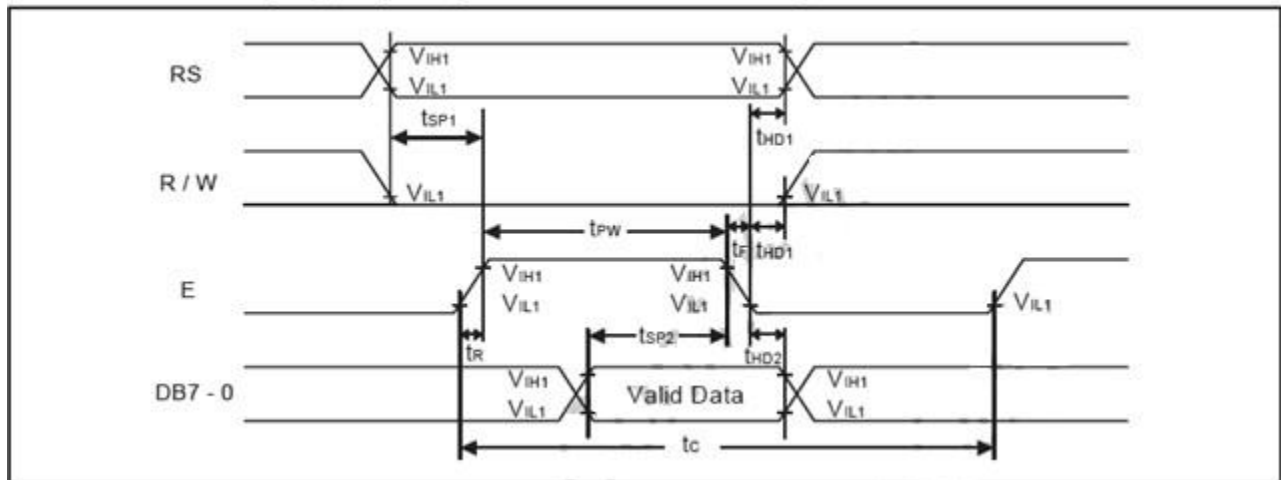 RS
VIH1 VIH1
VIL1 VIL1
tSP1
tHD1
R / W
VIL1 VIL1
tPW
tF tHD1
E
VIH1 VIH1
VIL1 VIL1 VIL1
tR
tSP2
tHD2
DB7 - 0
VIH1 Valid Data VIH1
VIL1 VIL1
tC